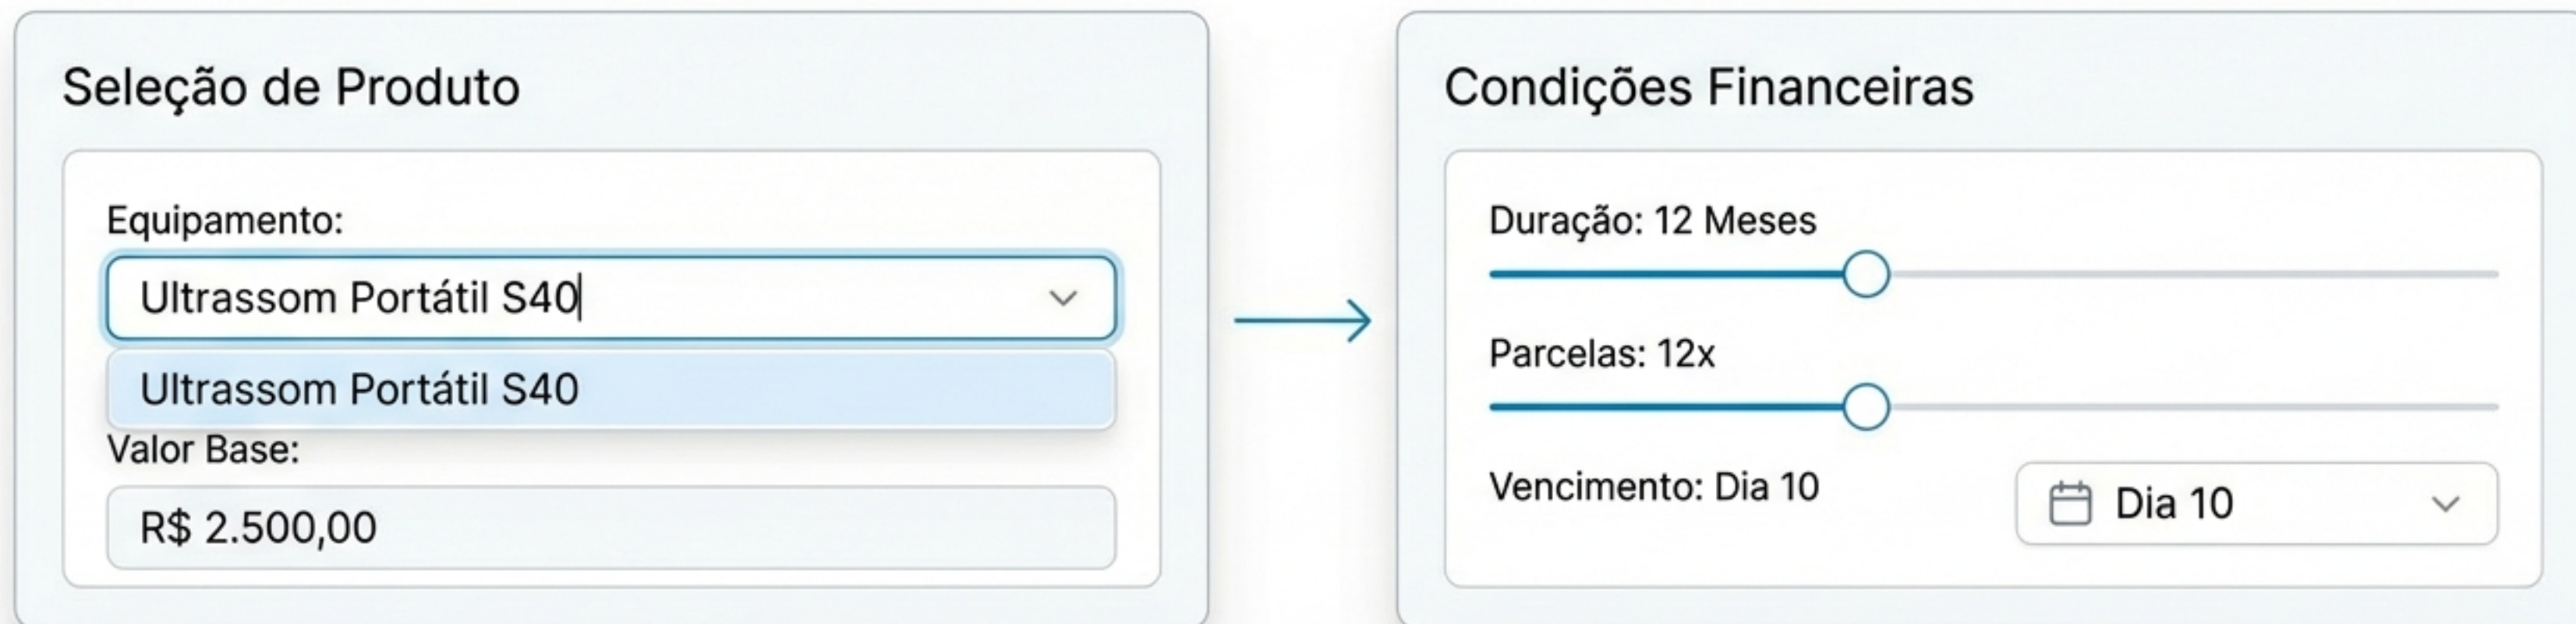 Seleção de Produto
Equipamento:
Ultrassom Portátil S40
Ultrassom Portátil S40
Valor Base:
R$ 2.500,00
Condições Financeiras
Duração: 12 Meses
Parcelas: 12x
Vencimento: Dia 10
Dia 10